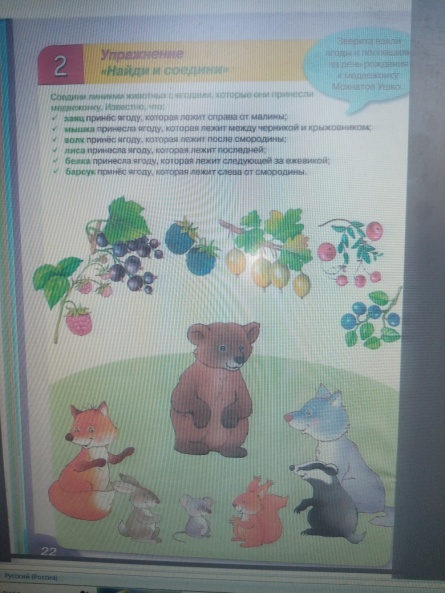 2
Упражнение
«Найди и соедини»
Зверята взяли
ягоды и поспешили
на день рождения
к медвежонку
Мохнатое Ушко.
Соедини линиями животных с ягодами, которые они принесли
медвежонку. Известно, что:
✓ заяц принёс ягоду, которая лежит справа от малины;
✓ мышка принесла ягоду, которая лежит между черникой и крыжовником;
✓ волк принёс ягоду, которая лежит после смородины;
✓ лиса принесла ягоду, которая лежит последней;
✓ белка принесла ягоду, которая лежит следующей за ежевикой;
✓ барсук принёс ягоду, которая лежит слева от смородины.
22
Русский (Россия)